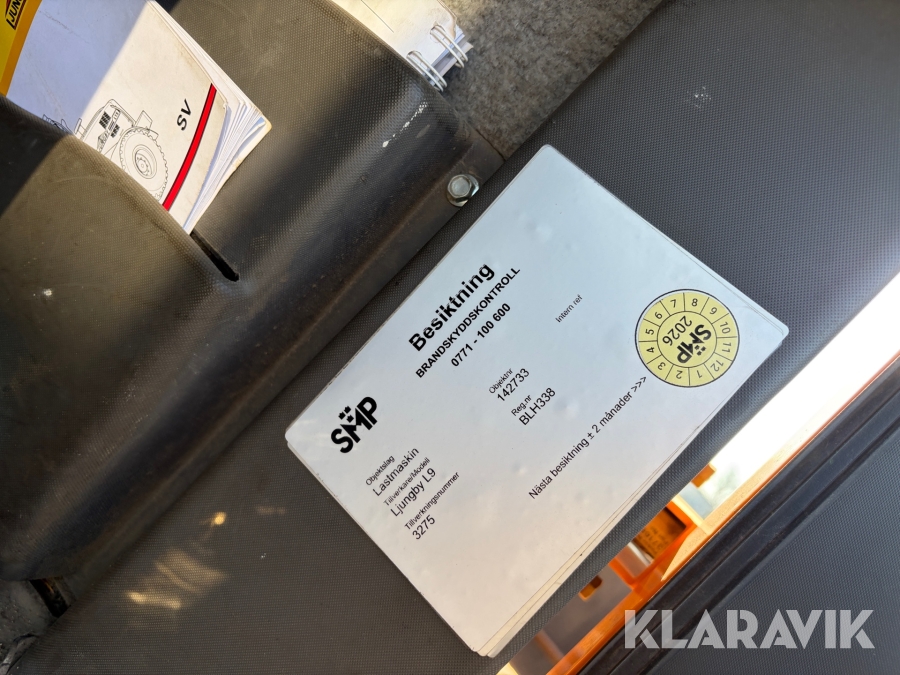 JUN
SV
Besiktning
BRANDSKYDDSKONTROLL
0771 - 100 600
SMP
Objektslag
Lastmaskin
Tillverkare/Modell
Ljungby L9
Tillverkningsnummer
3275
Objektnr
142733
Reg.nr
BLH338
Intern ref
Nästa besiktning ± 2 månader >>>
SMP
2026
1 2 3 4 5 6 7 8 9 10 11 12
KLARAVIK